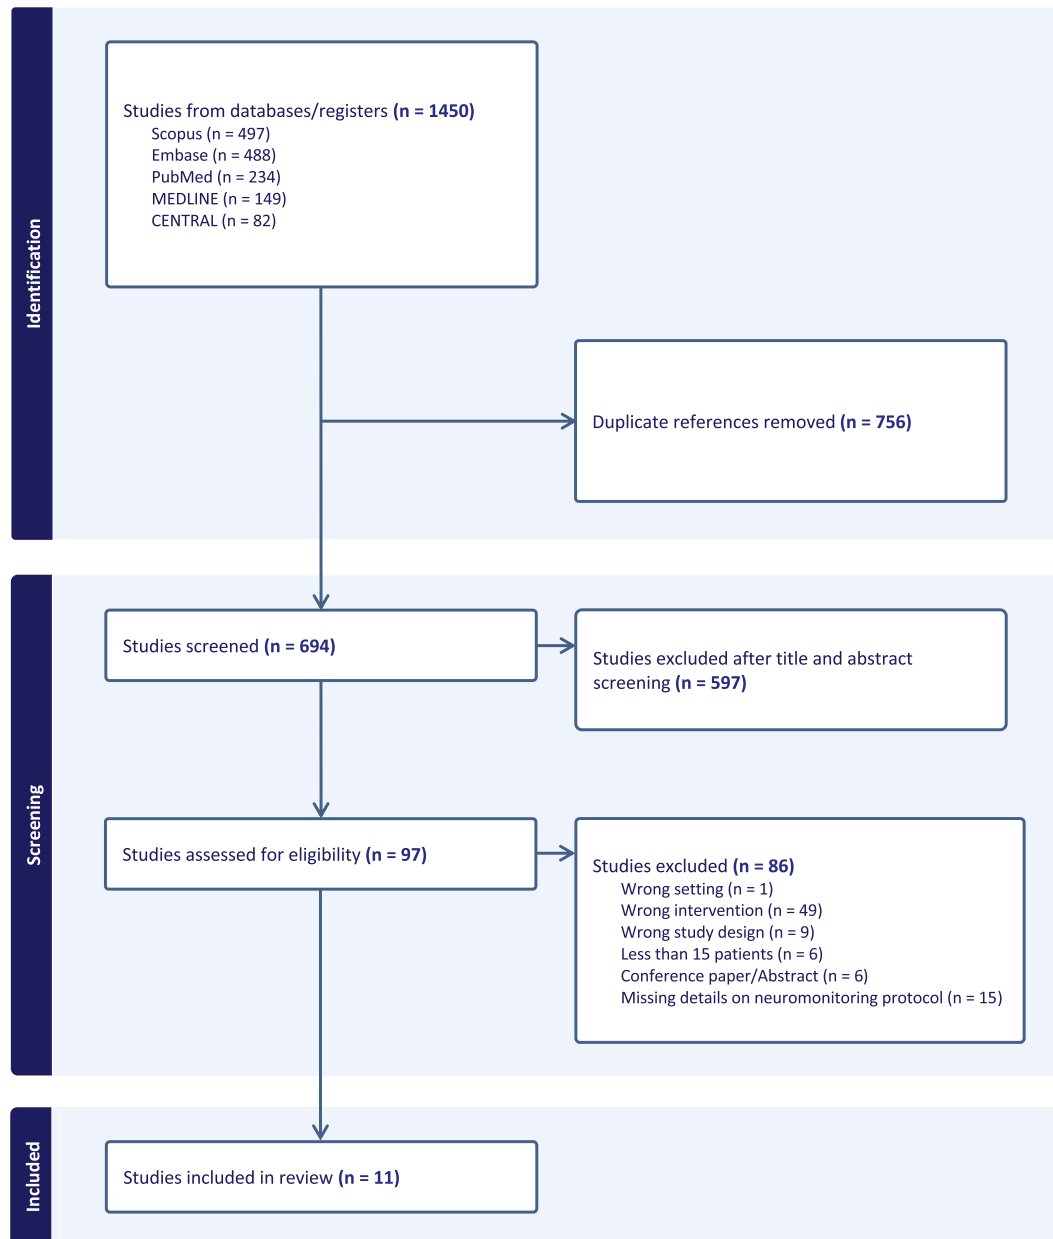 Identification
Studies from databases/registers (n = 1450)
Scopus (n = 497)
Embase (n = 488)
PubMed (n = 234)
MEDLINE (n = 149)
CENTRAL (n = 82)
Duplicate references removed (n = 756)
Screening
Studies screened (n = 694)
Studies excluded after title and abstract
screening (n = 597)
Studies assessed for eligibility (n = 97)
Studies excluded (n = 86)
Wrong setting (n = 1)
Wrong intervention (n = 49)
Wrong study design (n = 9)
Less than 15 patients (n = 6)
Conference paper/Abstract (n = 6)
Missing details on neuromonitoring protocol (n = 15)
Included
Studies included in review (n = 11)